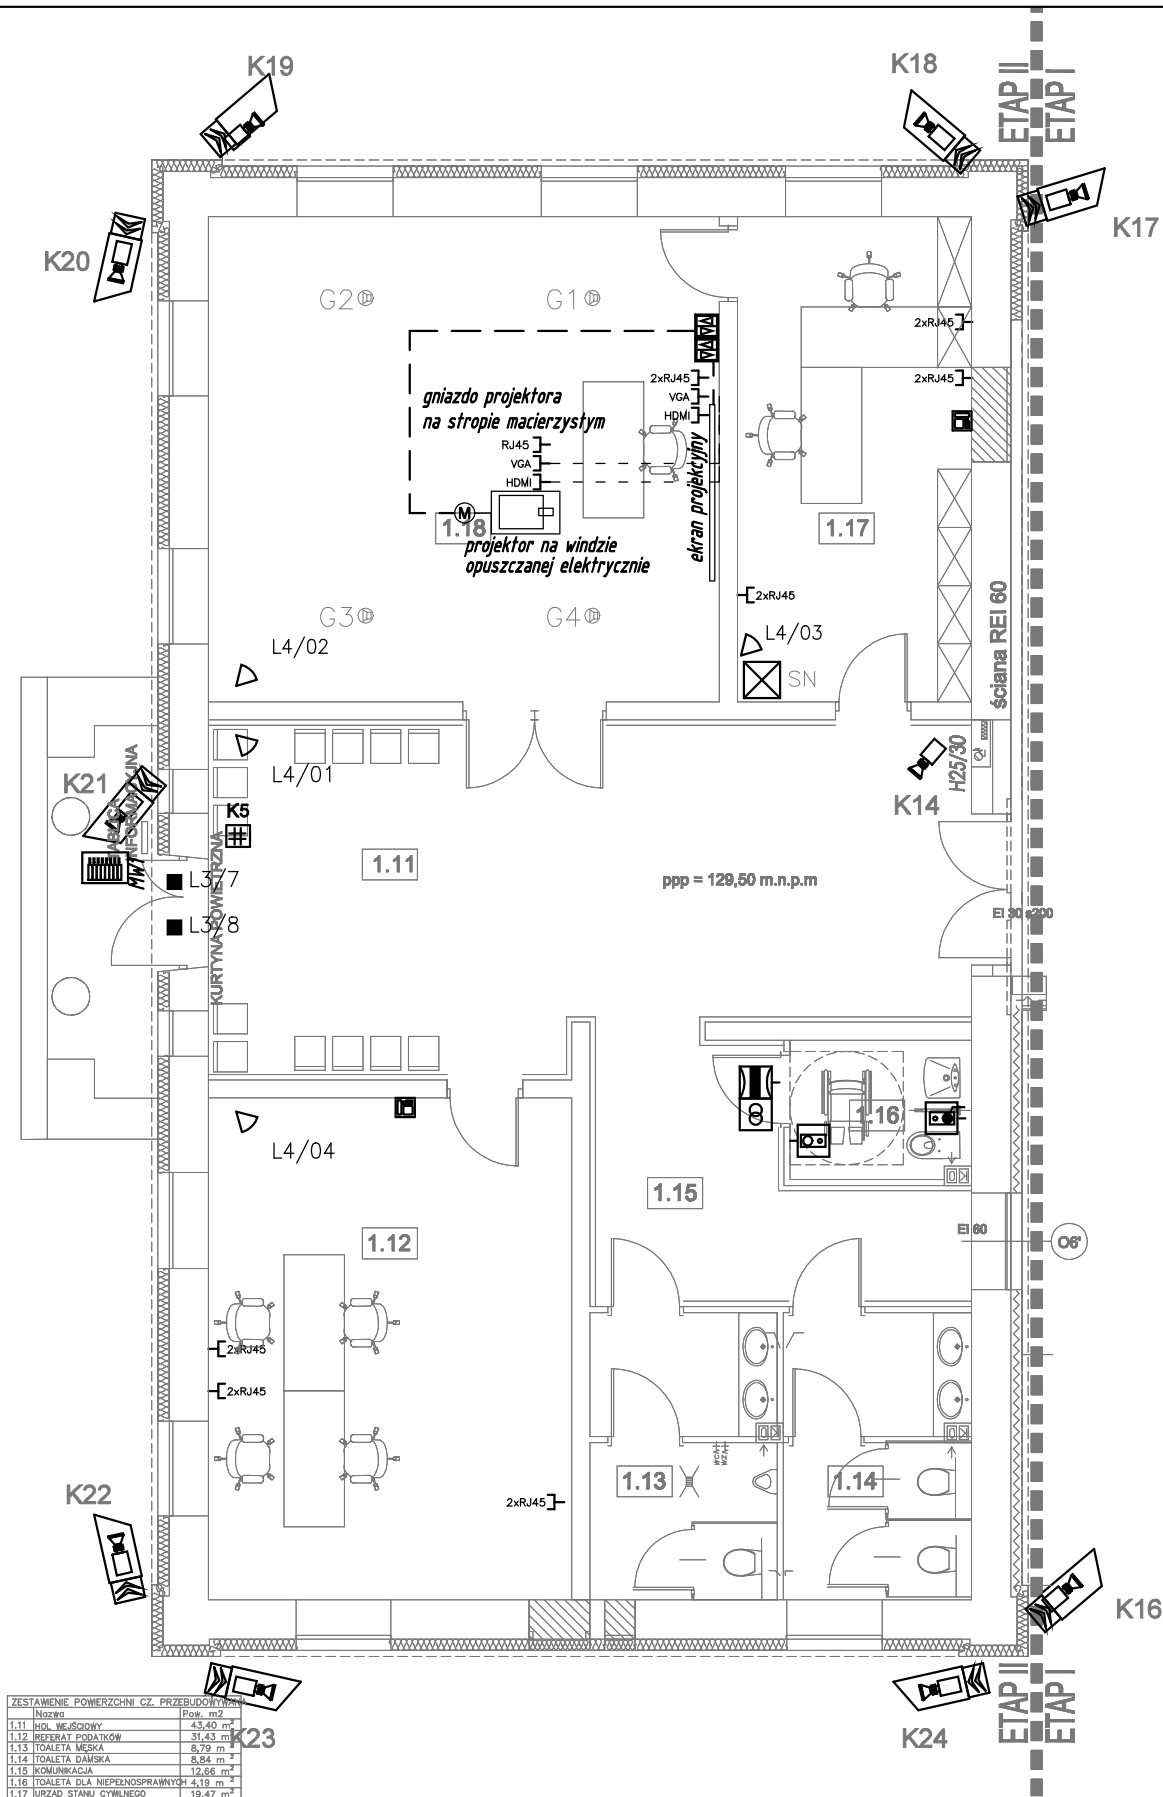 K19
K18
ETAP II
ETAP I
K17
K20
G2
G1
2xRJ45
2xRJ45
2xRJ45
VGA
HDMI
gniazdo projektora
na stropie macierzystym
RJ45
VGA
HDMI
M
1.18
projektor na windzie
opuszczanej elektrycznie
ekran projekcyjny
1.17
2xRJ45
G3
G4
L4/02
L4/03
SN
ściana REI 60
L4/01
K21
TABLICA
INFORMACYJNA
K5
K14
H25/30
MW1
KURTYNA POWIETRZNA
L3/7
L3/8
1.11
ppp = 129,50 m.n.p.m
EI 30 s200
1.16
L4/04
1.15
1.12
EI 60
O6'
2xRJ45
2xRJ45
2xRJ45
1.13
1.14
K22
K16
K23
K24
ETAP II
ETAP I
ZESTAWIENIE POWIERZCHNI CZ. PRZEBUDOWYWANA
Nazwa Pow. m2
1.11 HOL WEJŚCIOWY 43,40 m2
1.12 REFERAT PODATKÓW 31,43 m2
1.13 TOALETA MĘSKA 8,79 m2
1.14 TOALETA DAMSKA 8,84 m2
1.15 KOMUNIKACJA 12,66 m2
1.16 TOALETA DLA NIEPEŁNOSPRAWNYCH 4,19 m2
1.17 URZĄD STANU CYWILNEGO 19,47 m2